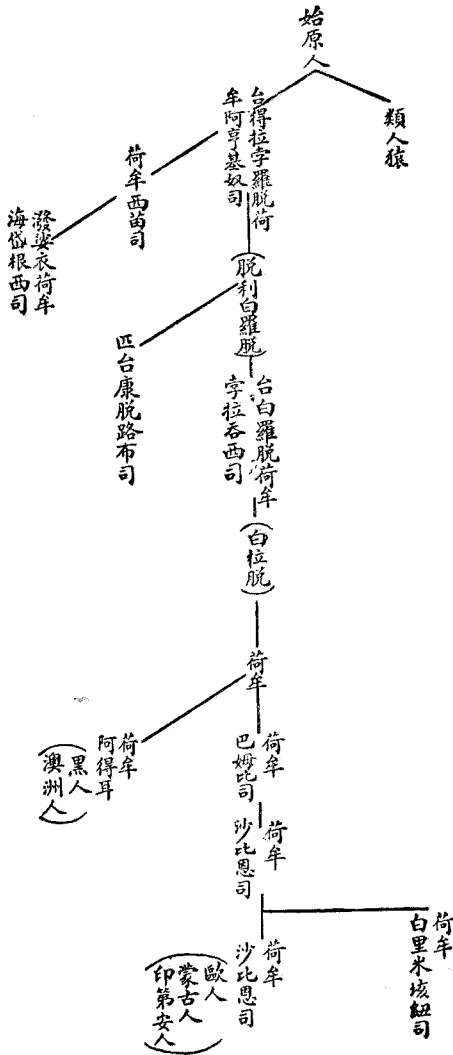 始原人
類人猿
台得拉孛羅脫荷
牟阿亨基奴司
荷牟西苗司
潑婆衣荷牟
海岱根西司
（脫利白羅脫）
匹台康脫路布司
台白羅脫荷牟
孛拉吞西司
（白拉脫）
荷牟
荷牟
阿得耳
（黑人
澳洲人）
荷牟
巴姆比司
荷牟
沙比恩司
荷牟
白里米垓紐司
荷牟
沙比恩司
（歐人
蒙古人
印第安人）